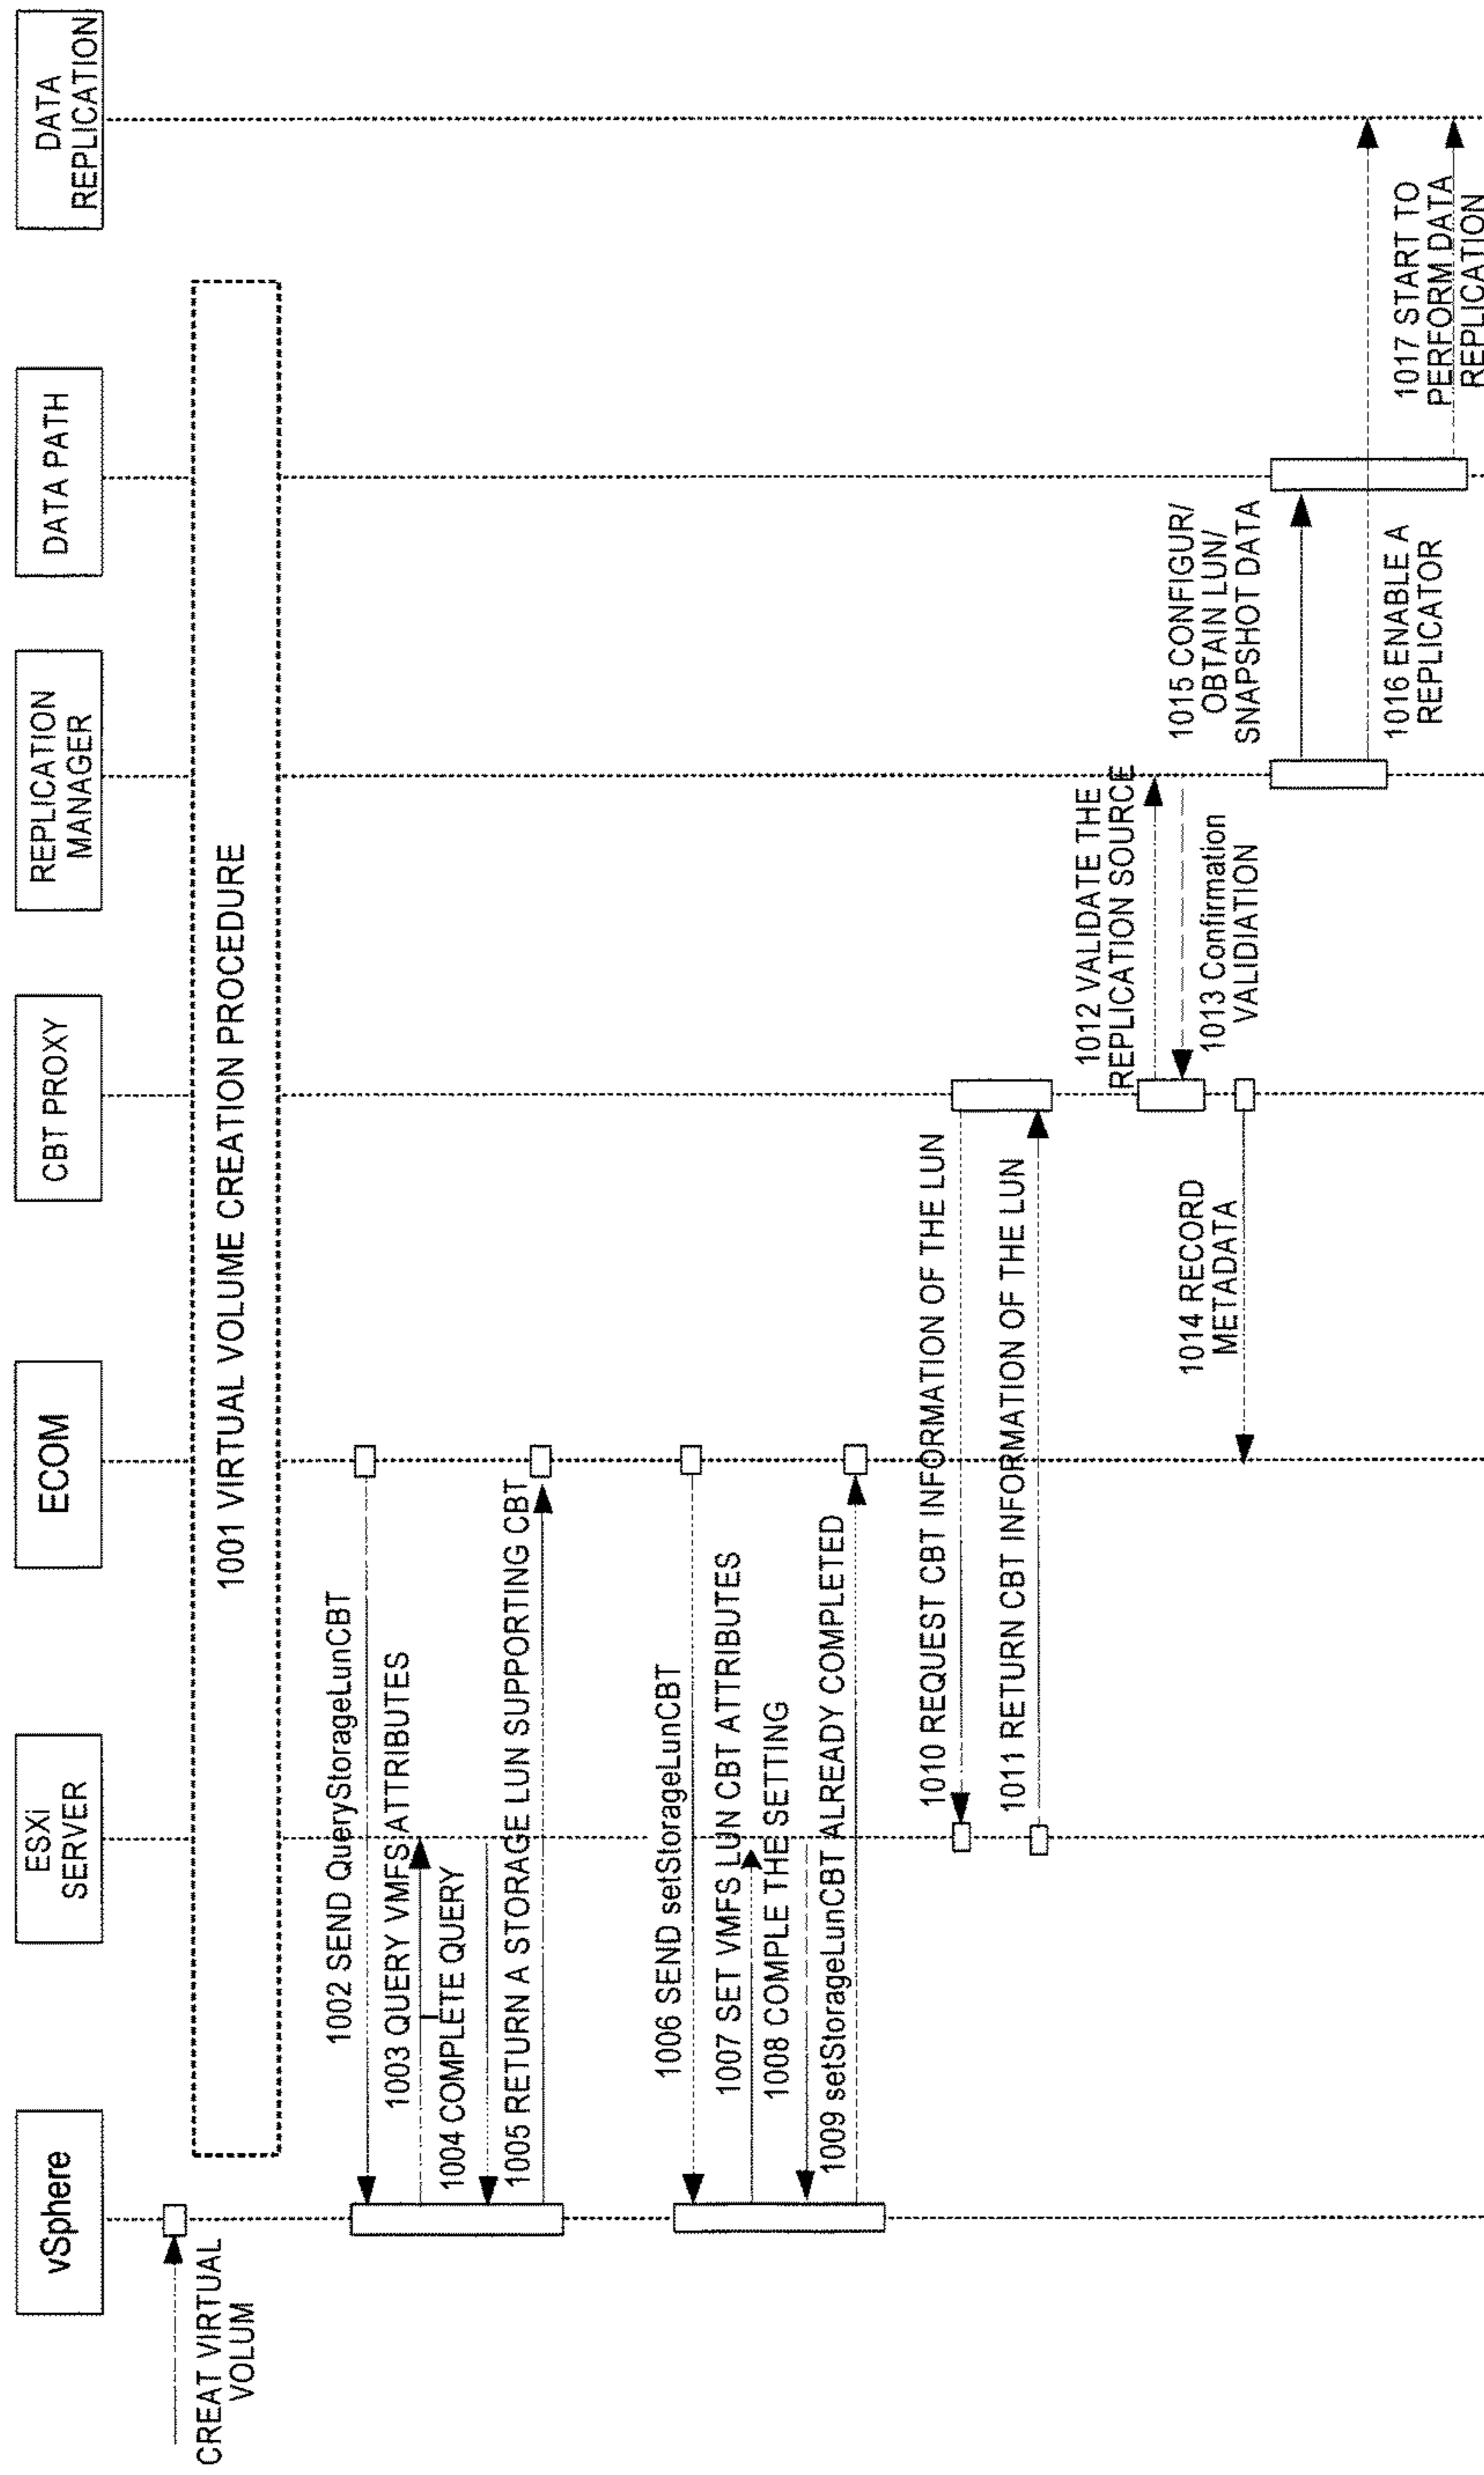 vSphere
ESXi
SERVER
ECOM
CBT PROXY
REPLICATION
MANAGER
DATA PATH
DATA
REPLICATION
CREAT VIRTUAL
VOLUM
1001 VIRTUAL VOLUME CREATION PROCEDURE
1002 SEND QueryStorageLunCBT
1003 QUERY VMFS ATTRIBUTES
1004 COMPLETE QUERY
1005 RETURN A STORAGE LUN SUPPORTING CBT
1006 SEND setStorageLunCBT
1007 SET VMFS LUN CBT ATTRIBUTES
1008 COMPLE THE SETTING
1009 setStorageLunCBT ALREADY COMPLETED
1010 REQUEST CBT INFORMATION OF THE LUN
1011 RETURN CBT INFORMATION OF THE LUN
1012 VALIDATE THE
REPLICATION SOURCE
1013 Confirmation
VALIDIATION
1014 RECORD
METADATA
1015 CONFIGUR/
OBTAIN LUN/
SNAPSHOT DATA
1016 ENABLE A
REPLICATOR
1017 START TO
PERFORM DATA
REPLICATION